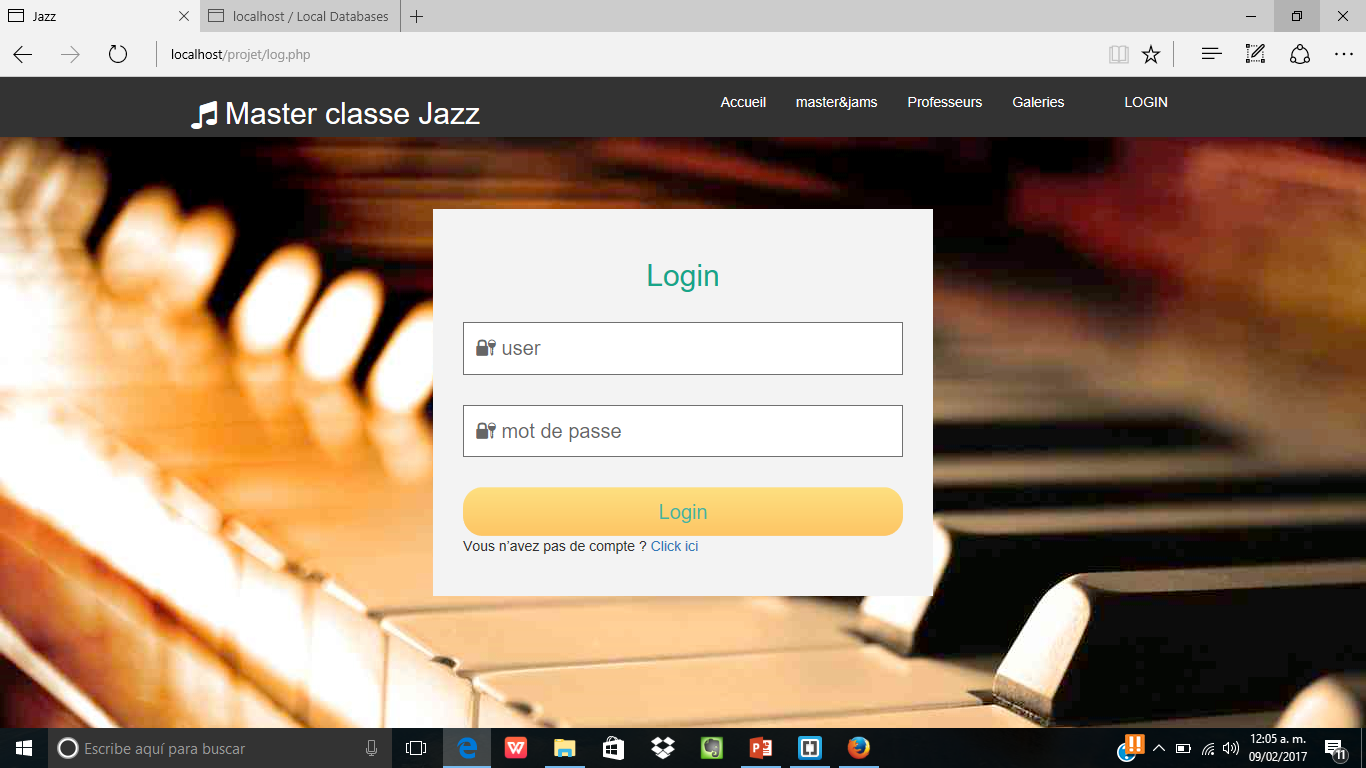 Jazz
localhost / Local Databases
localhost/projet/log.php
Master classe Jazz
Accueil
master&jams
Professeurs
Galeries
LOGIN
Login
user
mot de passe
Login
Vous n'avez pas de compte ? Click ici
Escribe aquí para buscar
12:05 a. m.
09/02/2017
11